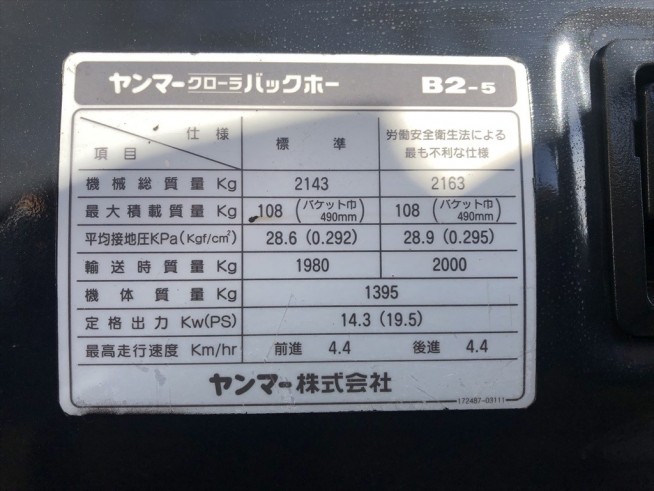 ヤンマークローラバックホー B2-5
仕様
項目
標準
労働安全衛生法による
最も不利な仕様
機械総質量 Kg 2143 2163
最大積載質量 Kg 108 (バケット巾 490mm) 108 (バケット巾 490mm)
平均接地圧KPa(Kgf/cm²) 28.6 (0.292) 28.9 (0.295)
輸送時質量 Kg 1980 2000
機体質量 Kg 1395
定格出力 Kw(PS) 14.3 (19.5)
最高走行速度 Km/hr 前進 4.4 後進 4.4
ヤンマー株式会社
172487-03111